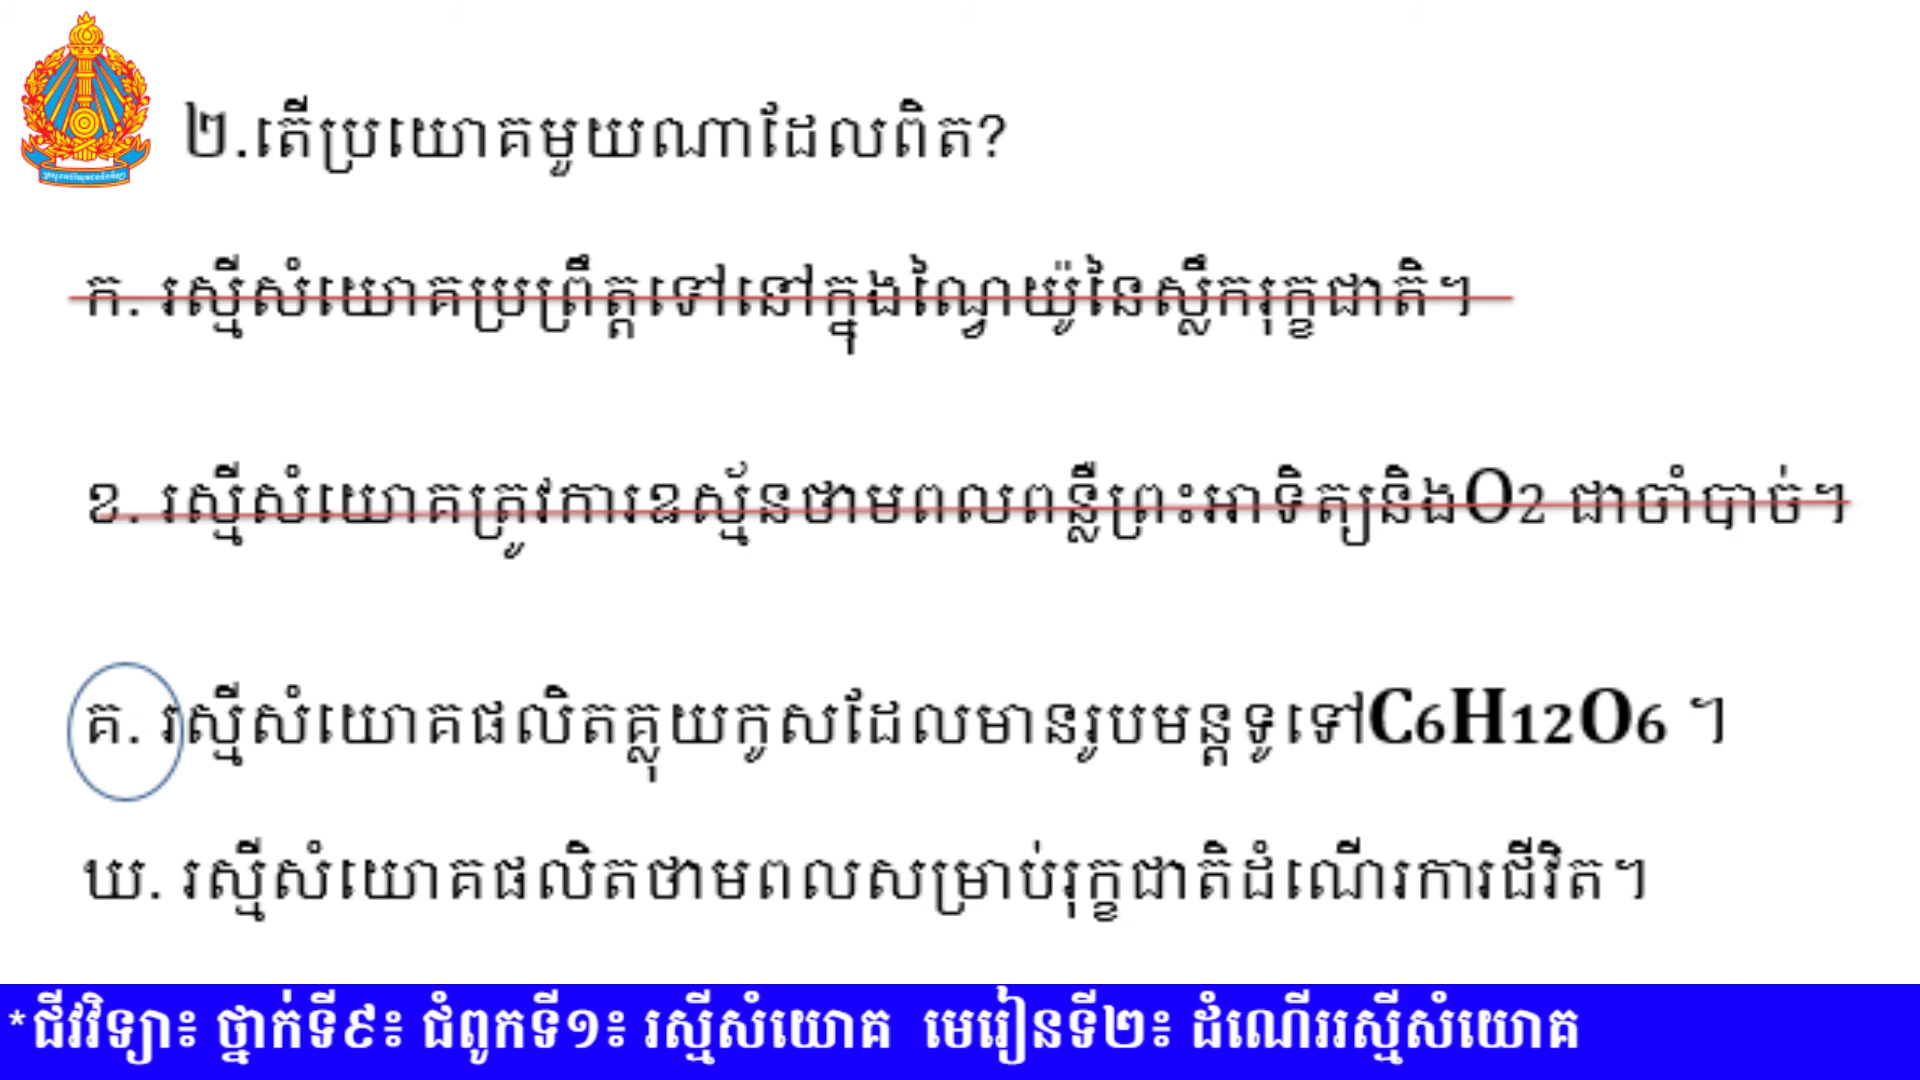 ២.តើប្រយោគមួយណាដែលពិត?
ក. រស្មីសំយោគប្រព្រឹត្តទៅនៅក្នុងណ្វៃយ៉ូនៃស្លឹករុក្ខជាតិ។
ខ. រស្មីសំយោគត្រូវការឧស្ម័នថាមពលពន្លឺព្រះអាទិត្យនិងO2 ជាចាំបាច់។
គ. រស្មីសំយោគផលិតគ្លុយកូសដែលមានរូបមន្តទូទៅC6H12O6 ។
ឃ. រស្មីសំយោគផលិតថាមពលសម្រាប់រុក្ខជាតិដំណើរការជីវិត។
*ជីវវិទ្យា៖ ថ្នាក់ទី៩៖ ជំពូកទី១៖ រស្មីសំយោគ មេរៀនទី២៖ ដំណើររស្មីសំយោគ